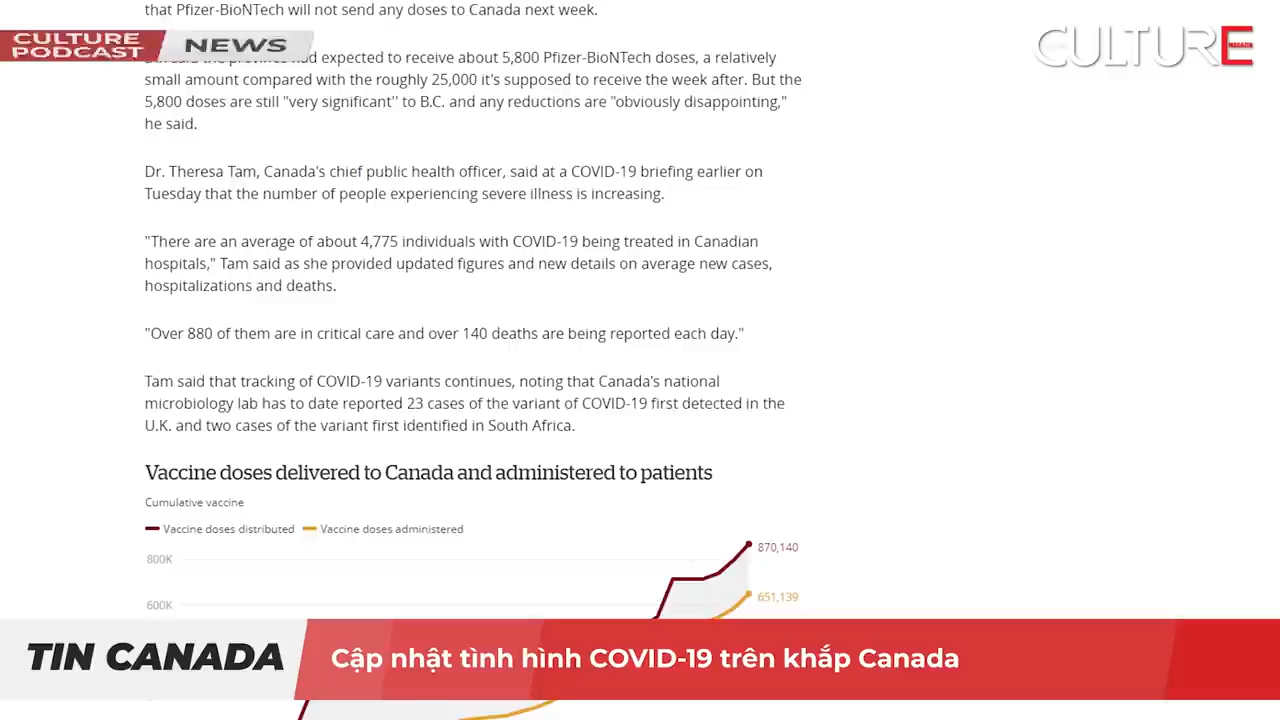 that Pfizer-BioNTech will not send any doses to Canada next week.
CULTURE
PODCAST
NEWS
CULTURE
MAGAZIN
said the province had expected to receive about 5,800 Pfizer-BioNTech doses, a relatively
small amount compared with the roughly 25,000 it's supposed to receive the week after. But the
5,800 doses are still "very significant" to B.C. and any reductions are "obviously disappointing,"
he said.
Dr. Theresa Tam, Canada's chief public health officer, said at a COVID-19 briefing earlier on
Tuesday that the number of people experiencing severe illness is increasing.
"There are an average of about 4,775 individuals with COVID-19 being treated in Canadian
hospitals," Tam said as she provided updated figures and new details on average new cases,
hospitalizations and deaths.
"Over 880 of them are in critical care and over 140 deaths are being reported each day."
Tam said that tracking of COVID-19 variants continues, noting that Canada's national
microbiology lab has to date reported 23 cases of the variant of COVID-19 first detected in the
U.K. and two cases of the variant first identified in South Africa.
Vaccine doses delivered to Canada and administered to patients
Cumulative vaccine
Vaccine doses distributed Vaccine doses administered
870,140
800K
651,139
600K
TIN CANADA
Cập nhật tình hình COVID-19 trên khắp Canada